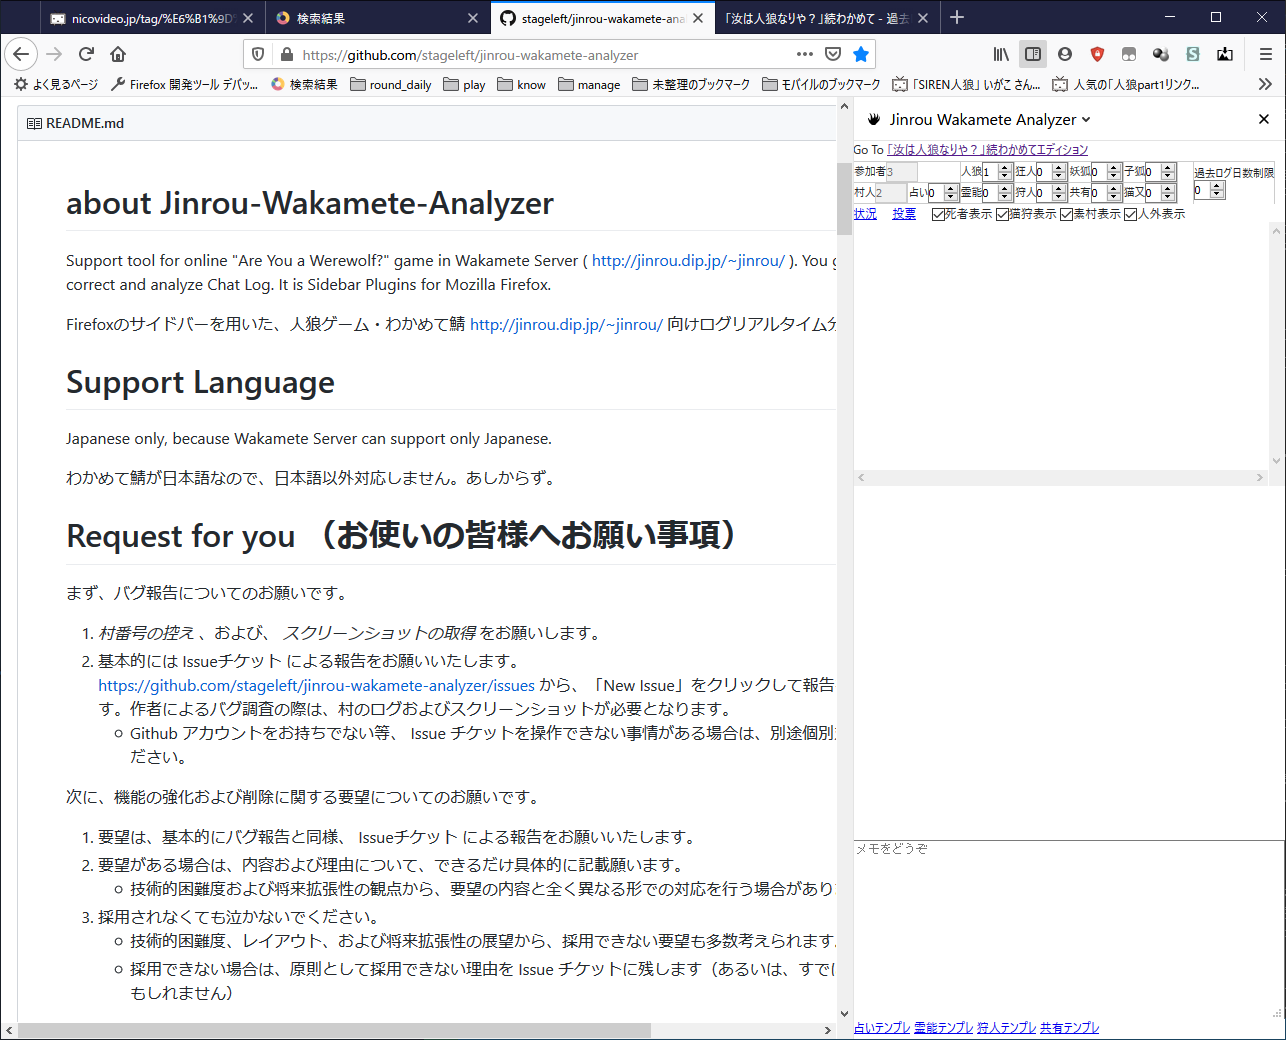 nicovideo.jp/tag/%E6%B1%9D%
検索結果
stageleft/jinrou-wakamete-ana
「汝は人狼なりや？」続わかめて - 過去
https://github.com/stageleft/jinrou-wakamete-analyzer
よく見るページ
Firefox 開発ツール デバッ...
検索結果
round_daily
play
know
manage
未整理のブックマーク
モバイルのブックマーク
「SIREN人狼」いがこさん...
人気の「人狼part1リンク...
README.md
about Jinrou-Wakamete-Analyzer
Support tool for online "Are You a Werewolf?" game in Wakamete Server ( http://jinrou.dip.jp/~jinrou/ ). You g
correct and analyze Chat Log. It is Sidebar Plugins for Mozilla Firefox.
Firefoxのサイドバーを用いた、人狼ゲーム・わかめて鯖 http://jinrou.dip.jp/~jinrou/ 向けログリアルタイム分
Support Language
Japanese only, because Wakamete Server can support only Japanese.
わかめて鯖が日本語なので、日本語以外対応しません。あしからず。
Request for you （お使いの皆様へお願い事項）
まず、バグ報告についてのお願いです。
1. 村番号の控え 、および、 スクリーンショットの取得 をお願いします。
2. 基本的には Issueチケット による報告をお願いいたします。
https://github.com/stageleft/jinrou-wakamete-analyzer/issues から、「New Issue」をクリックして報告
す。作者によるバグ調査の際は、村のログおよびスクリーンショットが必要となります。
Github アカウントをお持ちでない等、 Issue チケットを操作できない事情がある場合は、別途個別
ださい。
次に、機能の強化および削除に関する要望についてのお願いです。
1. 要望は、基本的にバグ報告と同様、 Issueチケット による報告をお願いいたします。
2. 要望がある場合は、内容および理由について、できるだけ具体的に記載願います。
技術的困難度および将来拡張性の観点から、要望の内容と全く異なる形での対応を行う場合があり
3. 採用されなくても泣かないでください。
技術的困難度、レイアウト、および将来拡張性の展望から、採用できない要望も多数考えられます。
採用できない場合は、原則として採用できない理由を Issue チケットに残します（あるいは、すでに
もしれません）
Jinrou Wakamete Analyzer
Go To 「汝は人狼なりや？」続わかめてエディション
参加者3 人狼1 狂人0 妖狐0 子狐0
村人2 占い0 霊能0 狩人0 共有0 猫又0
過去ログ日数制限
0
状況 投票 死者表示 猫狩表示 素村表示 人外表示
メモをどうぞ
占いテンプレ 霊能テンプレ 狩人テンプレ 共有テンプレ